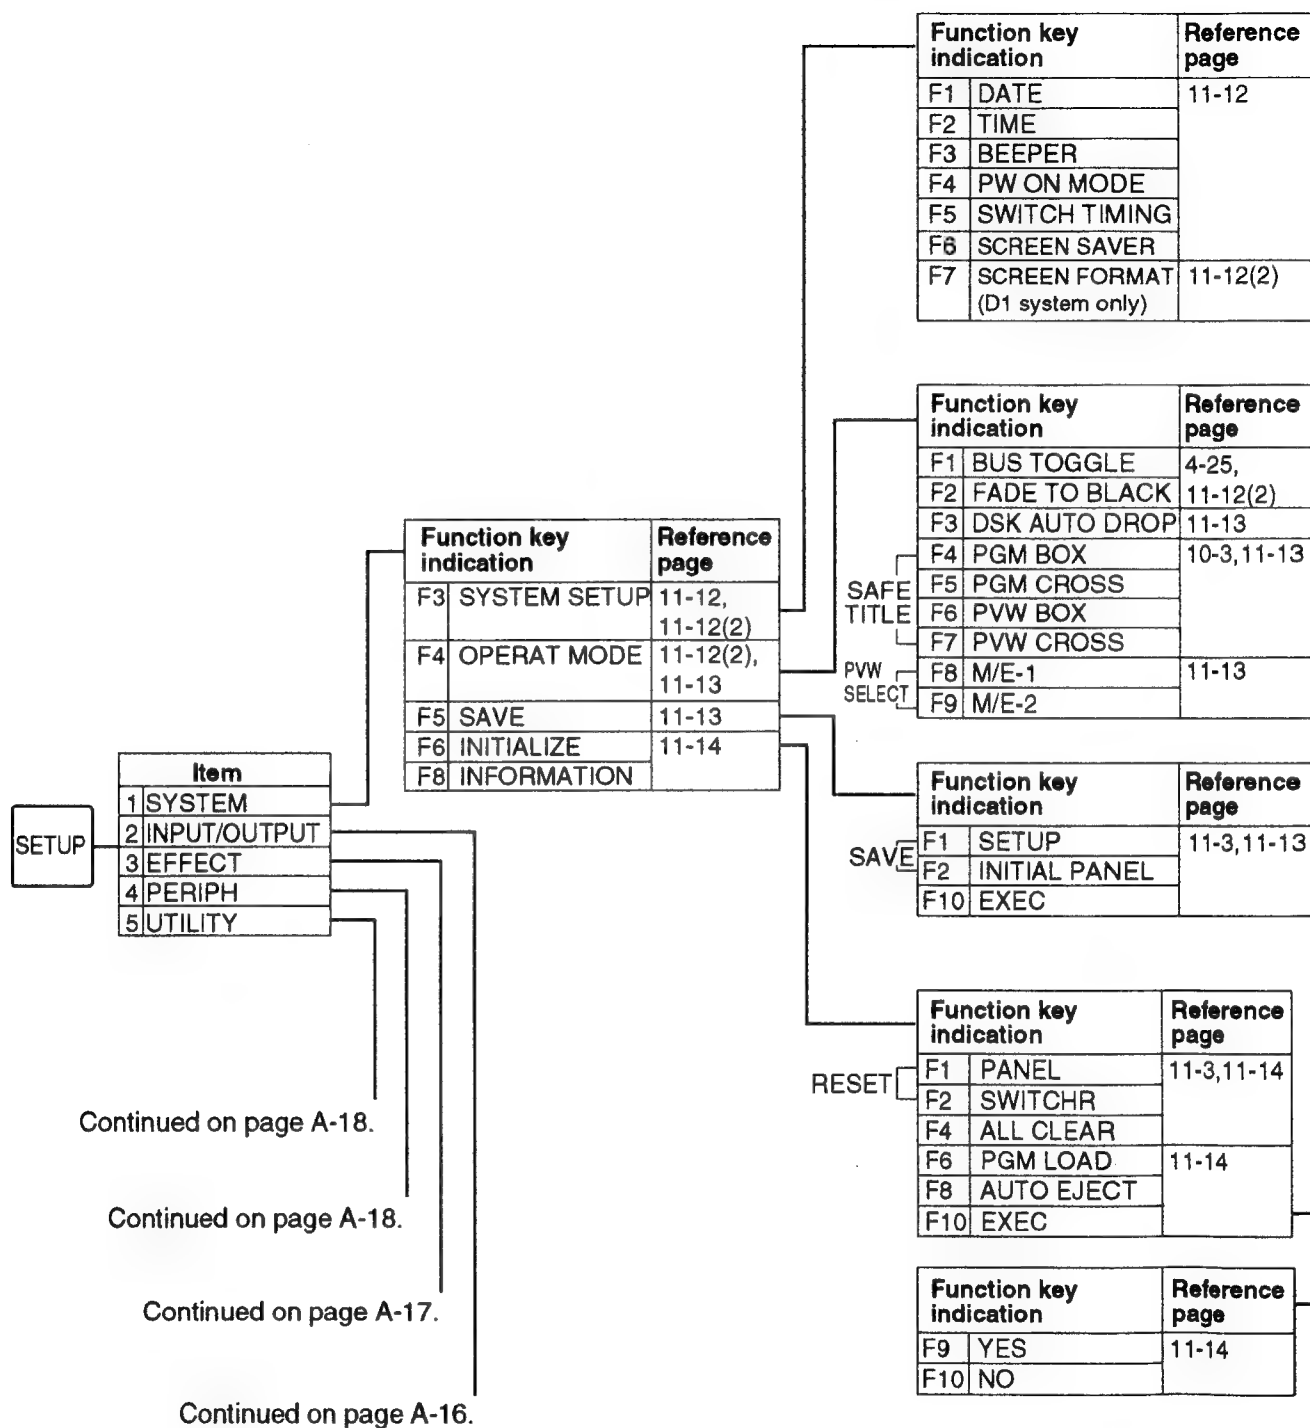 Function key indication Reference page
F1 DATE 11-12
F2 TIME
F3 BEEPER
F4 PW ON MODE
F5 SWITCH TIMING
F6 SCREEN SAVER
F7 SCREEN FORMAT 11-12(2)
(D1 system only)
Function key indication Reference page
F1 BUS TOGGLE 4-25,
F2 FADE TO BLACK 11-12(2)
F3 DSK AUTO DROP 11-13
SAFE TITLE
F4 PGM BOX 10-3,11-13
F5 PGM CROSS
F6 PVW BOX
F7 PVW CROSS
PVW SELECT
F8 M/E-1 11-13
F9 M/E-2
Function key indication Reference page
F3 SYSTEM SETUP 11-12,
11-12(2)
F4 OPERAT MODE 11-12(2),
11-13
F5 SAVE 11-13
F6 INITIALIZE 11-14
F8 INFORMATION
SETUP
Item
1 SYSTEM
2 INPUT/OUTPUT
3 EFFECT
4 PERIPH
5 UTILITY
Function key indication Reference page
SAVE
F1 SETUP 11-3,11-13
F2 INITIAL PANEL
F10 EXEC
Function key indication Reference page
RESET
F1 PANEL 11-3,11-14
F2 SWITCHR
F4 ALL CLEAR
F6 PGM LOAD 11-14
F8 AUTO EJECT
F10 EXEC
Function key indication Reference page
F9 YES 11-14
F10 NO
Continued on page A-18.
Continued on page A-18.
Continued on page A-17.
Continued on page A-16.